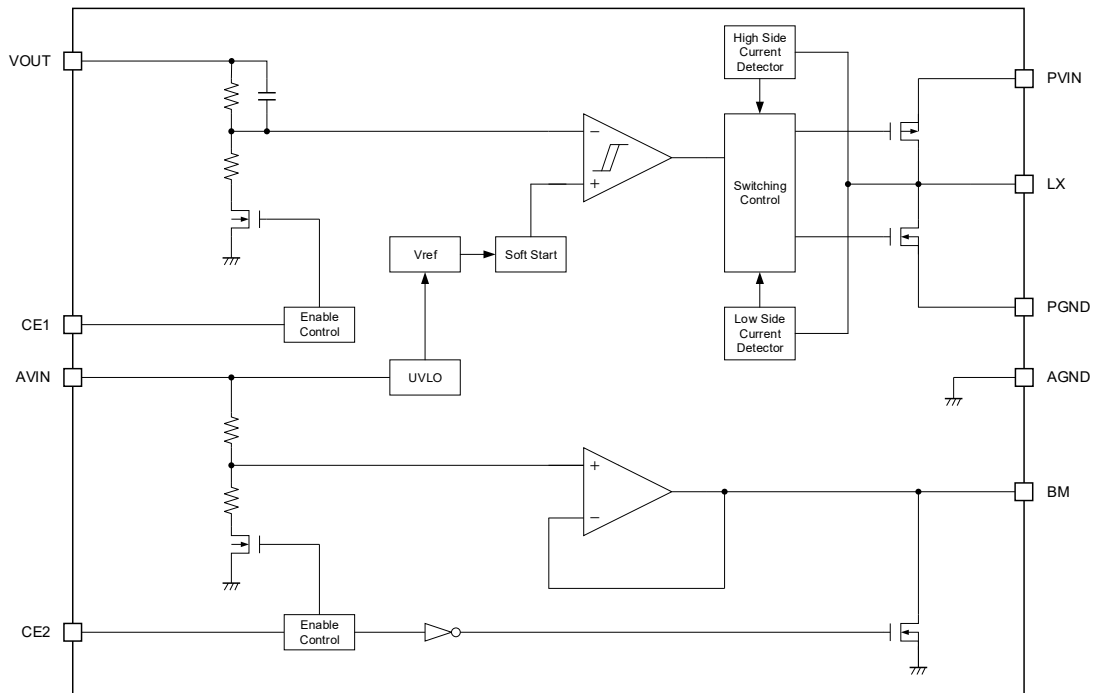 VOUT
CE1
AVIN
CE2
PVIN
LX
PGND
AGND
BM
High Side
Current
Detector
Switching
Control
Low Side
Current
Detector
Vref
Soft Start
Enable
Control
UVLO
Enable
Control
−
+
+
−